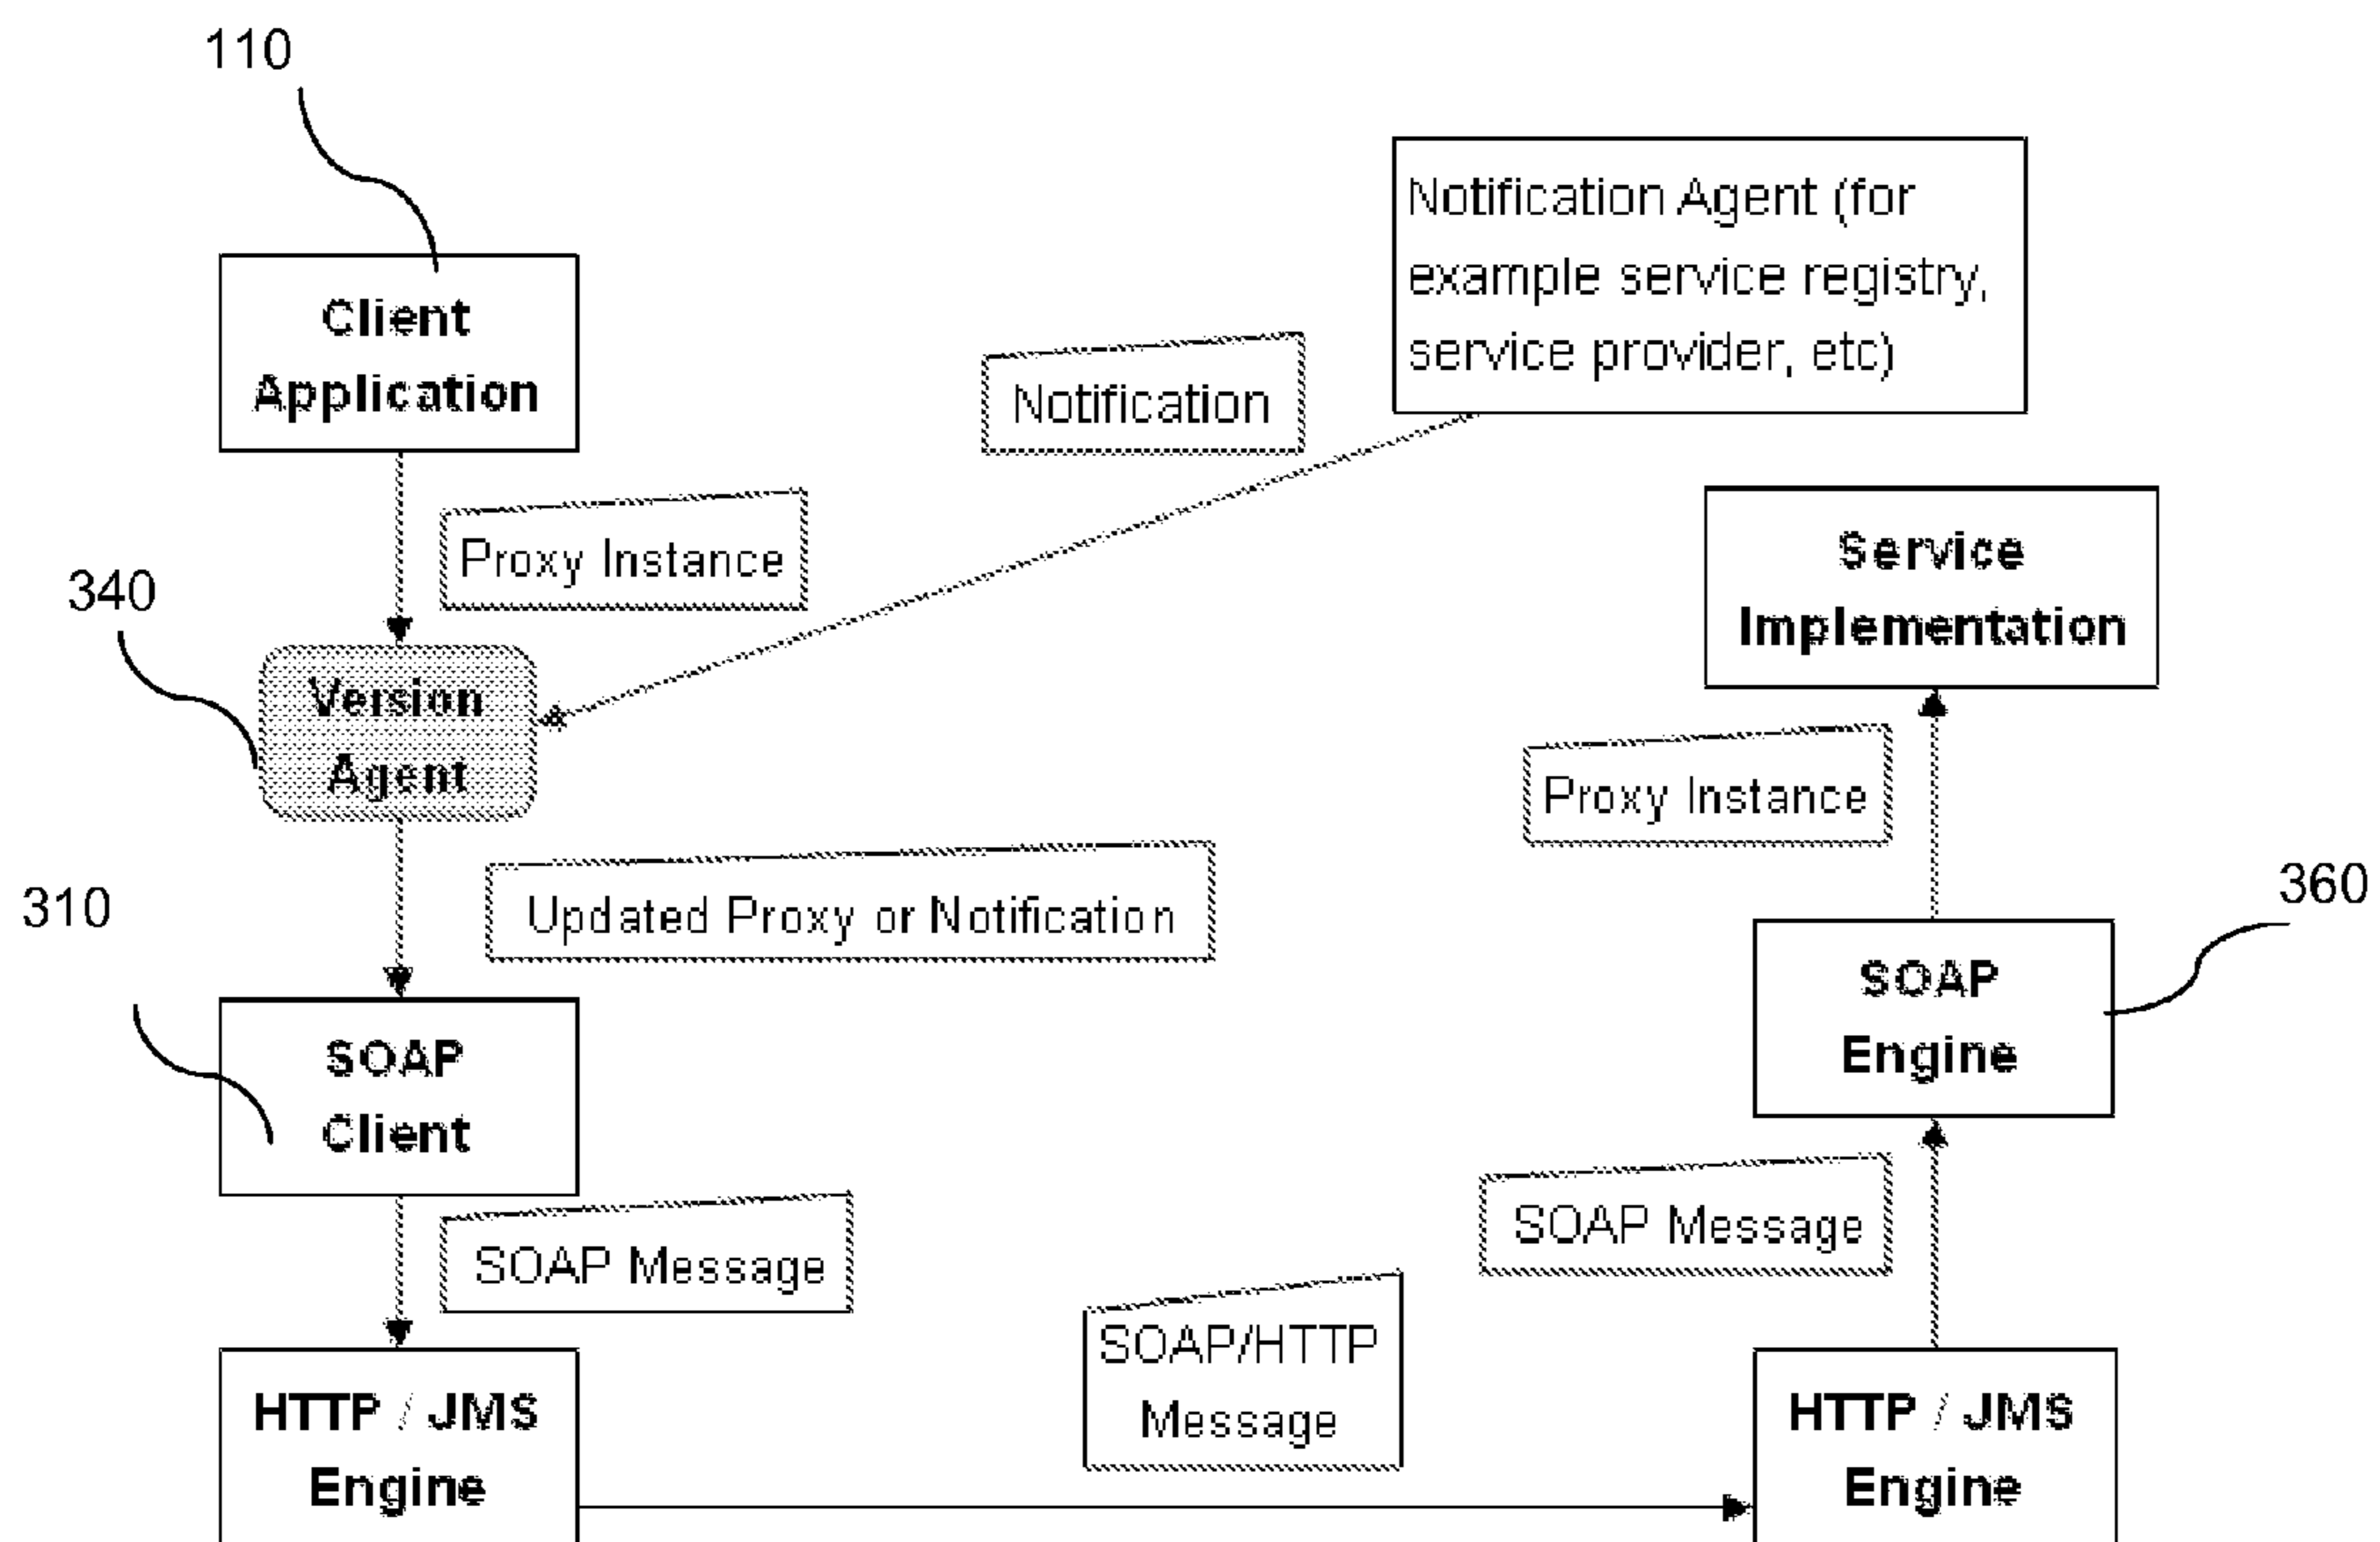 110
Client
Application
Notification Agent (for
example service registry,
service provider, etc)
Notification
Proxy Instance
340
Version
Agent
Service
Implementation
Proxy Instance
Updated Proxy or Notification
310
360
SOAP
Client
SOAP
Engine
SOAP Message
SOAP Message
SOAP/HTTP
Message
HTTP / JMS
Engine
HTTP / JMS
Engine